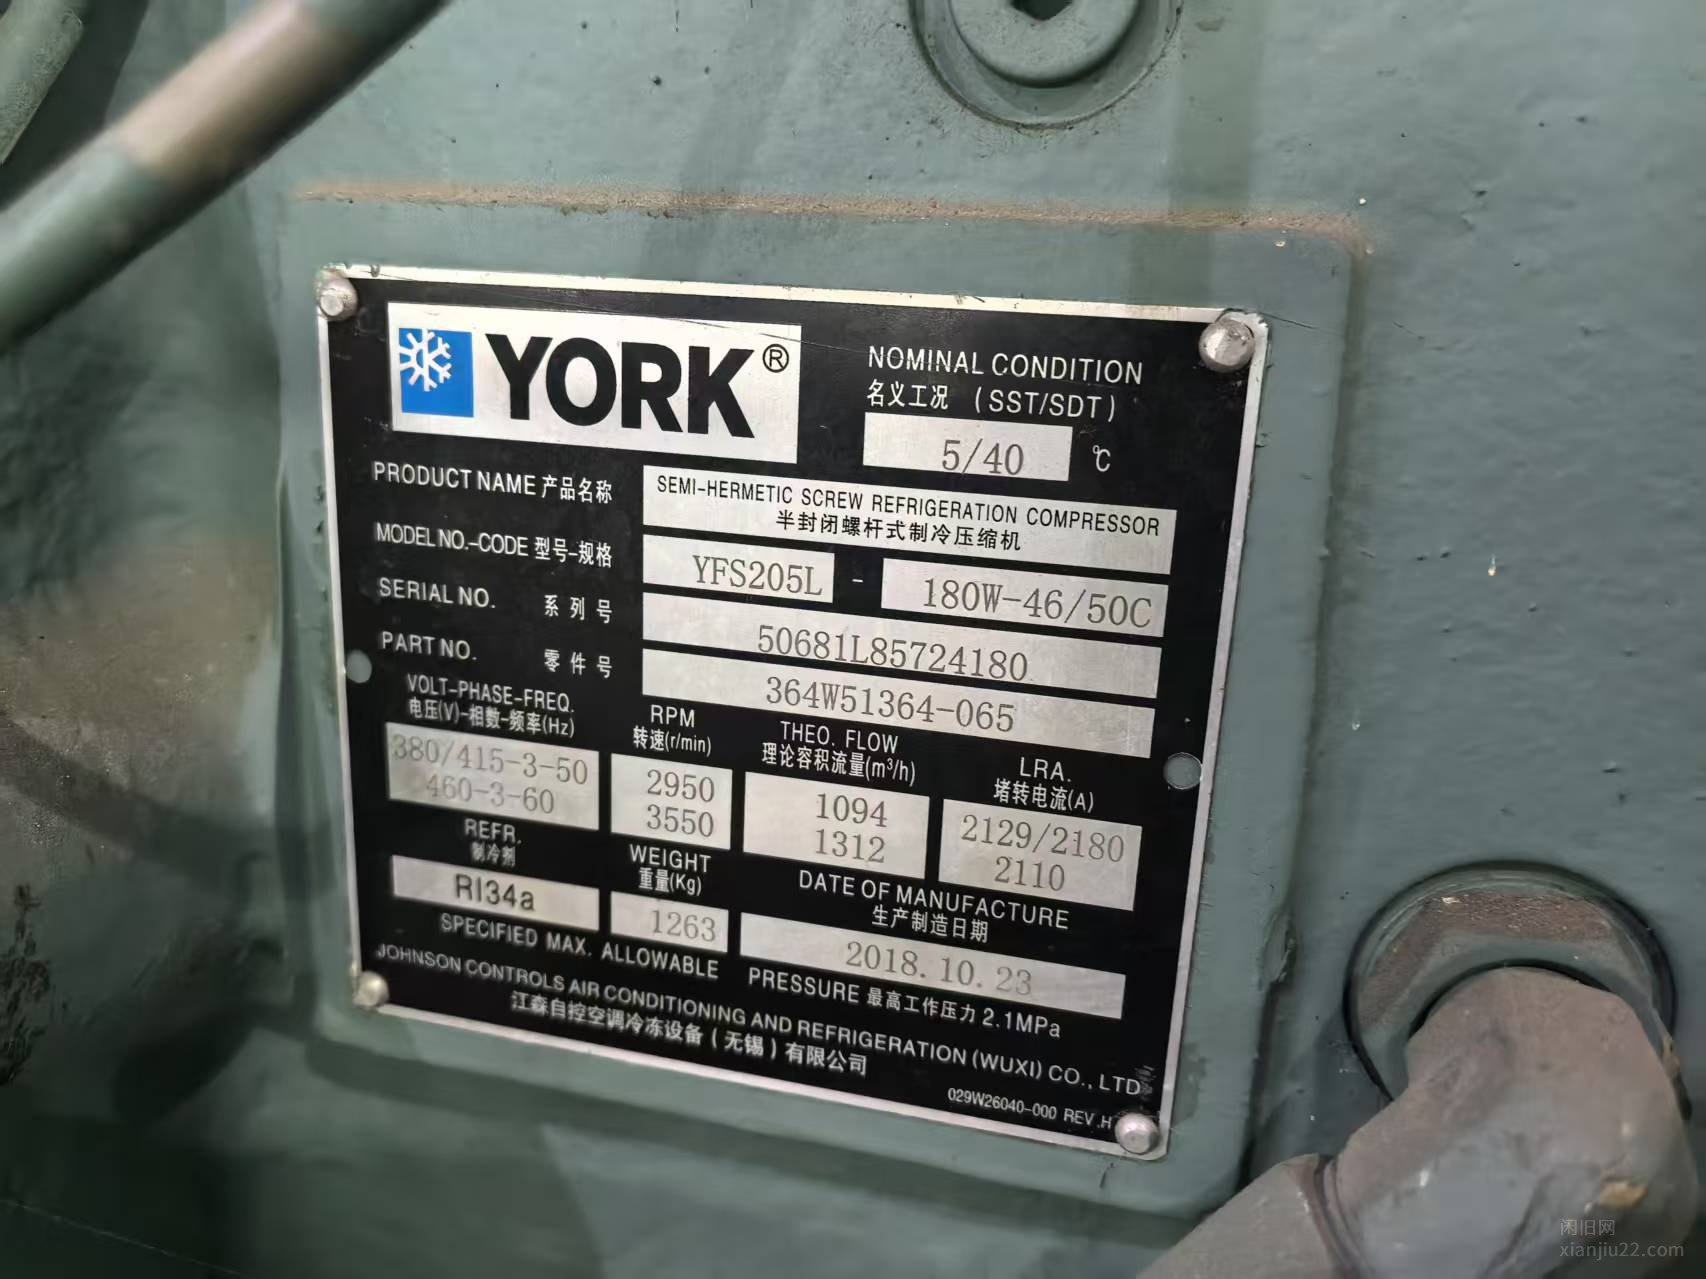 YORK®
NOMINAL CONDITION
名义工况 (SST/SDT)
5/40 ℃
PRODUCT NAME 产品名称
SEMI-HERMETIC SCREW REFRIGERATION COMPRESSOR
半封闭螺杆式制冷压缩机
MODEL NO.-CODE 型号-规格
YFS205L - 180W-46/50C
SERIAL NO. 系列号
50681L85724180
PART NO. 零件号
364W51364-065
VOLT-PHASE-FREQ.
电压(V)-相数-频率(Hz)
380/415-3-50
460-3-60
RPM
转速(r/min)
2950
3550
THEO. FLOW
理论容积流量(m³/h)
1094
1312
LRA.
堵转电流(A)
2129/2180
2110
REFR.
制冷剂
R134a
WEIGHT
重量(Kg)
1263
DATE OF MANUFACTURE
生产制造日期
2018.10.23
SPECIFIED MAX. ALLOWABLE PRESSURE 最高工作压力 2.1MPa
JOHNSON CONTROLS AIR CONDITIONING AND REFRIGERATION (WUXI) CO., LTD
江森自控空调冷冻设备(无锡)有限公司
029W26040-000 REV.H
闲旧网
xianjiu22.com